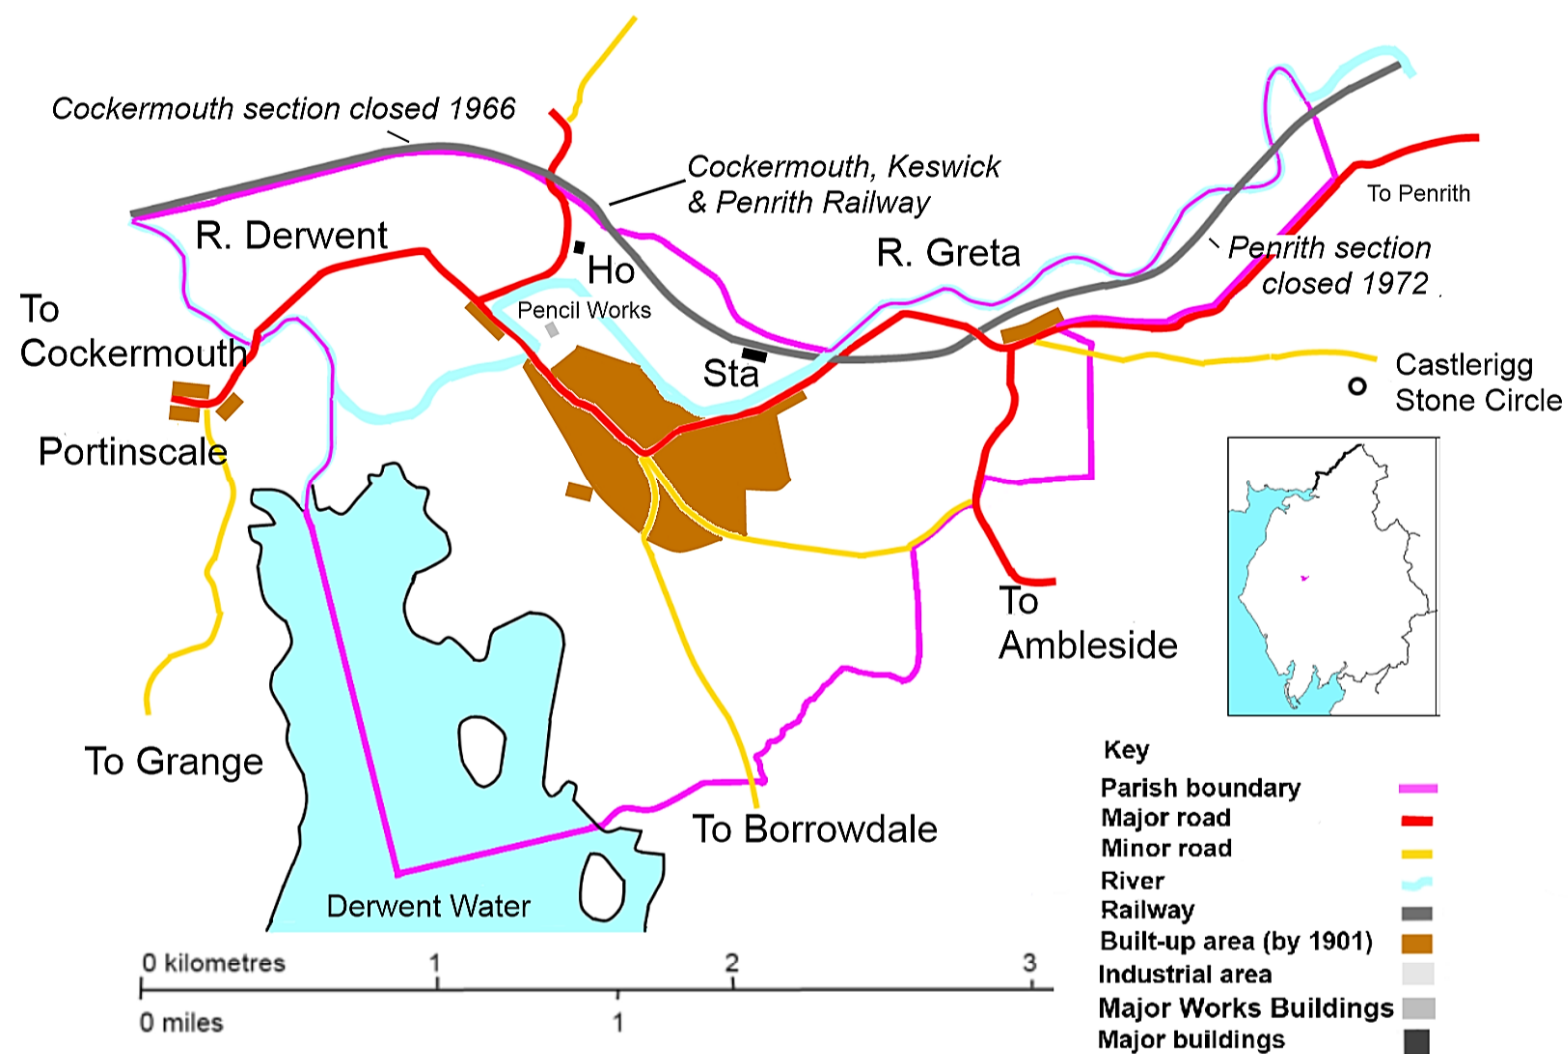 Cockermouth section closed 1966
Cockermouth, Keswick
& Penrith Railway
To Penrith
R. Derwent
R. Greta
Penrith section
closed 1972
Ho
Pencil Works
To
Cockermouth
Sta
Castlerigg
Stone Circle
Portinscale
To
Ambleside
To Grange
To Borrowdale
Derwent Water
Key
Parish boundary
Major road
Minor road
River
Railway
Built-up area (by 1901)
Industrial area
Major Works Buildings
Major buildings
0 kilometres 1 2 3
0 miles 1